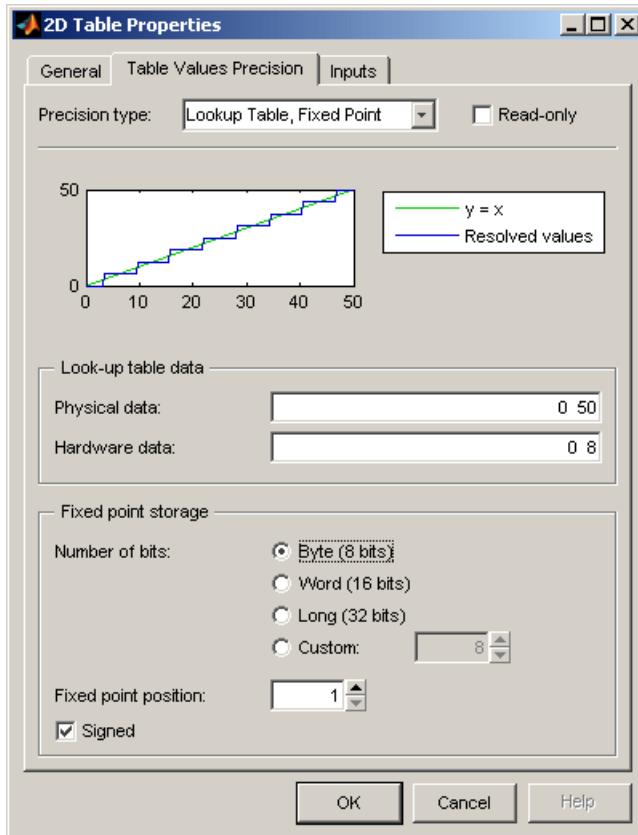 2D Table Properties
General Table Values Precision Inputs
Precision type: Lookup Table, Fixed Point Read-only
50
0
0 10 20 30 40 50
y = x
Resolved values
Look-up table data
Physical data: 0 50
Hardware data: 0 8
Fixed point storage
Number of bits: Byte (8 bits)
Word (16 bits)
Long (32 bits)
Custom: 8
Fixed point position: 1
Signed
OK Cancel Help